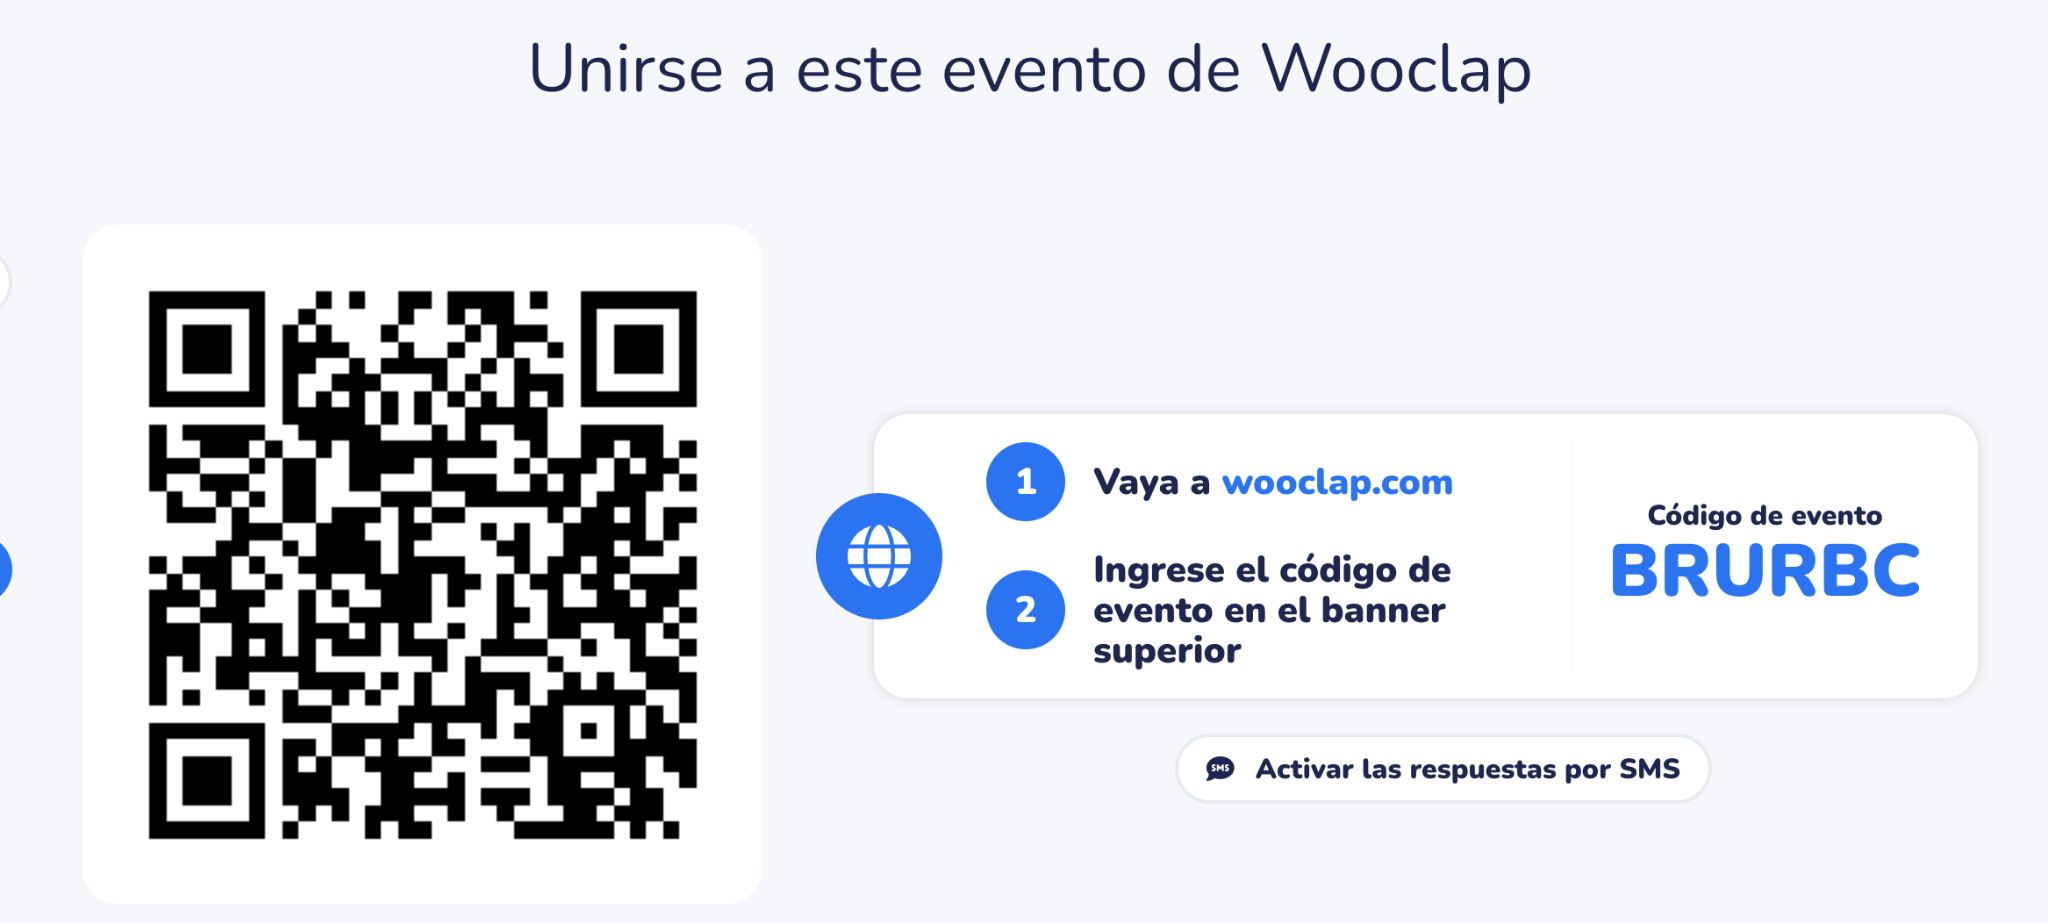 Unirse a este evento de Wooclap
1
Vaya a wooclap.com
2
Ingrese el código de
evento en el banner
superior
Código de evento
BRURBC
SMS
Activar las respuestas por SMS